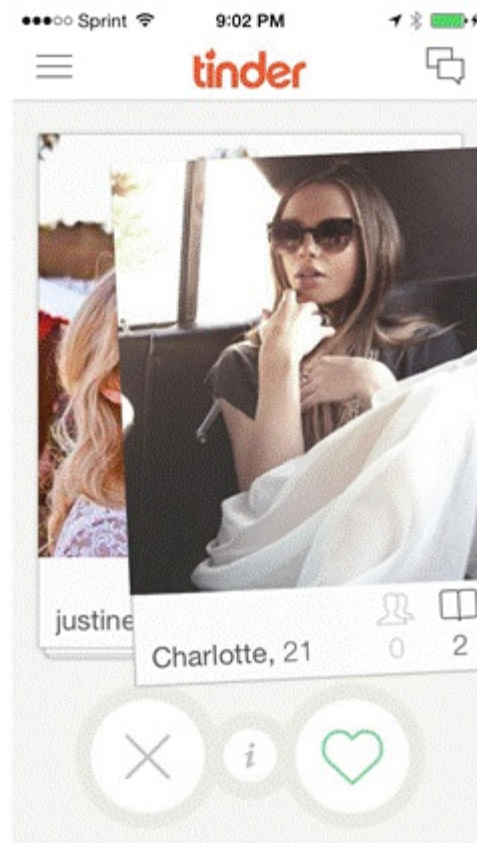 Sprint 9:02 PM
tinder
justine
Charlotte, 21
0 2
i